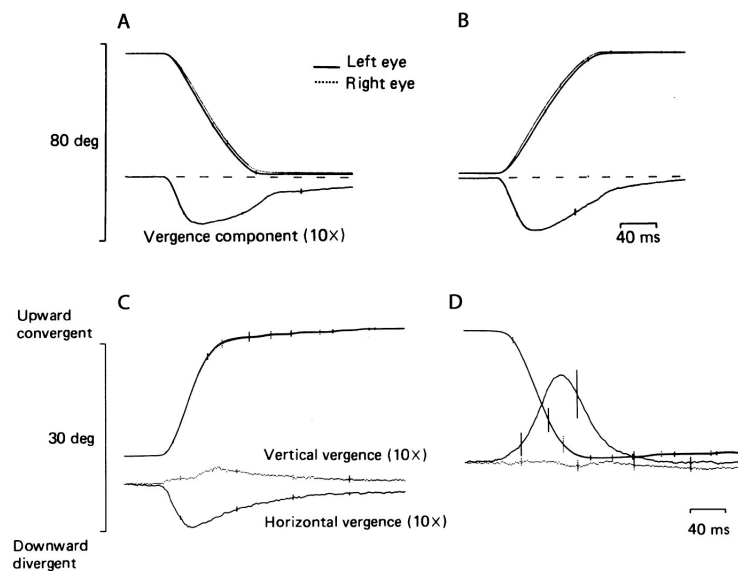 A
B
Left eye
Right eye
80 deg
Vergence component (10×)
40 ms
C
D
Upward
convergent
30 deg
Vertical vergence (10×)
Horizontal vergence (10×)
Downward
divergent
40 ms